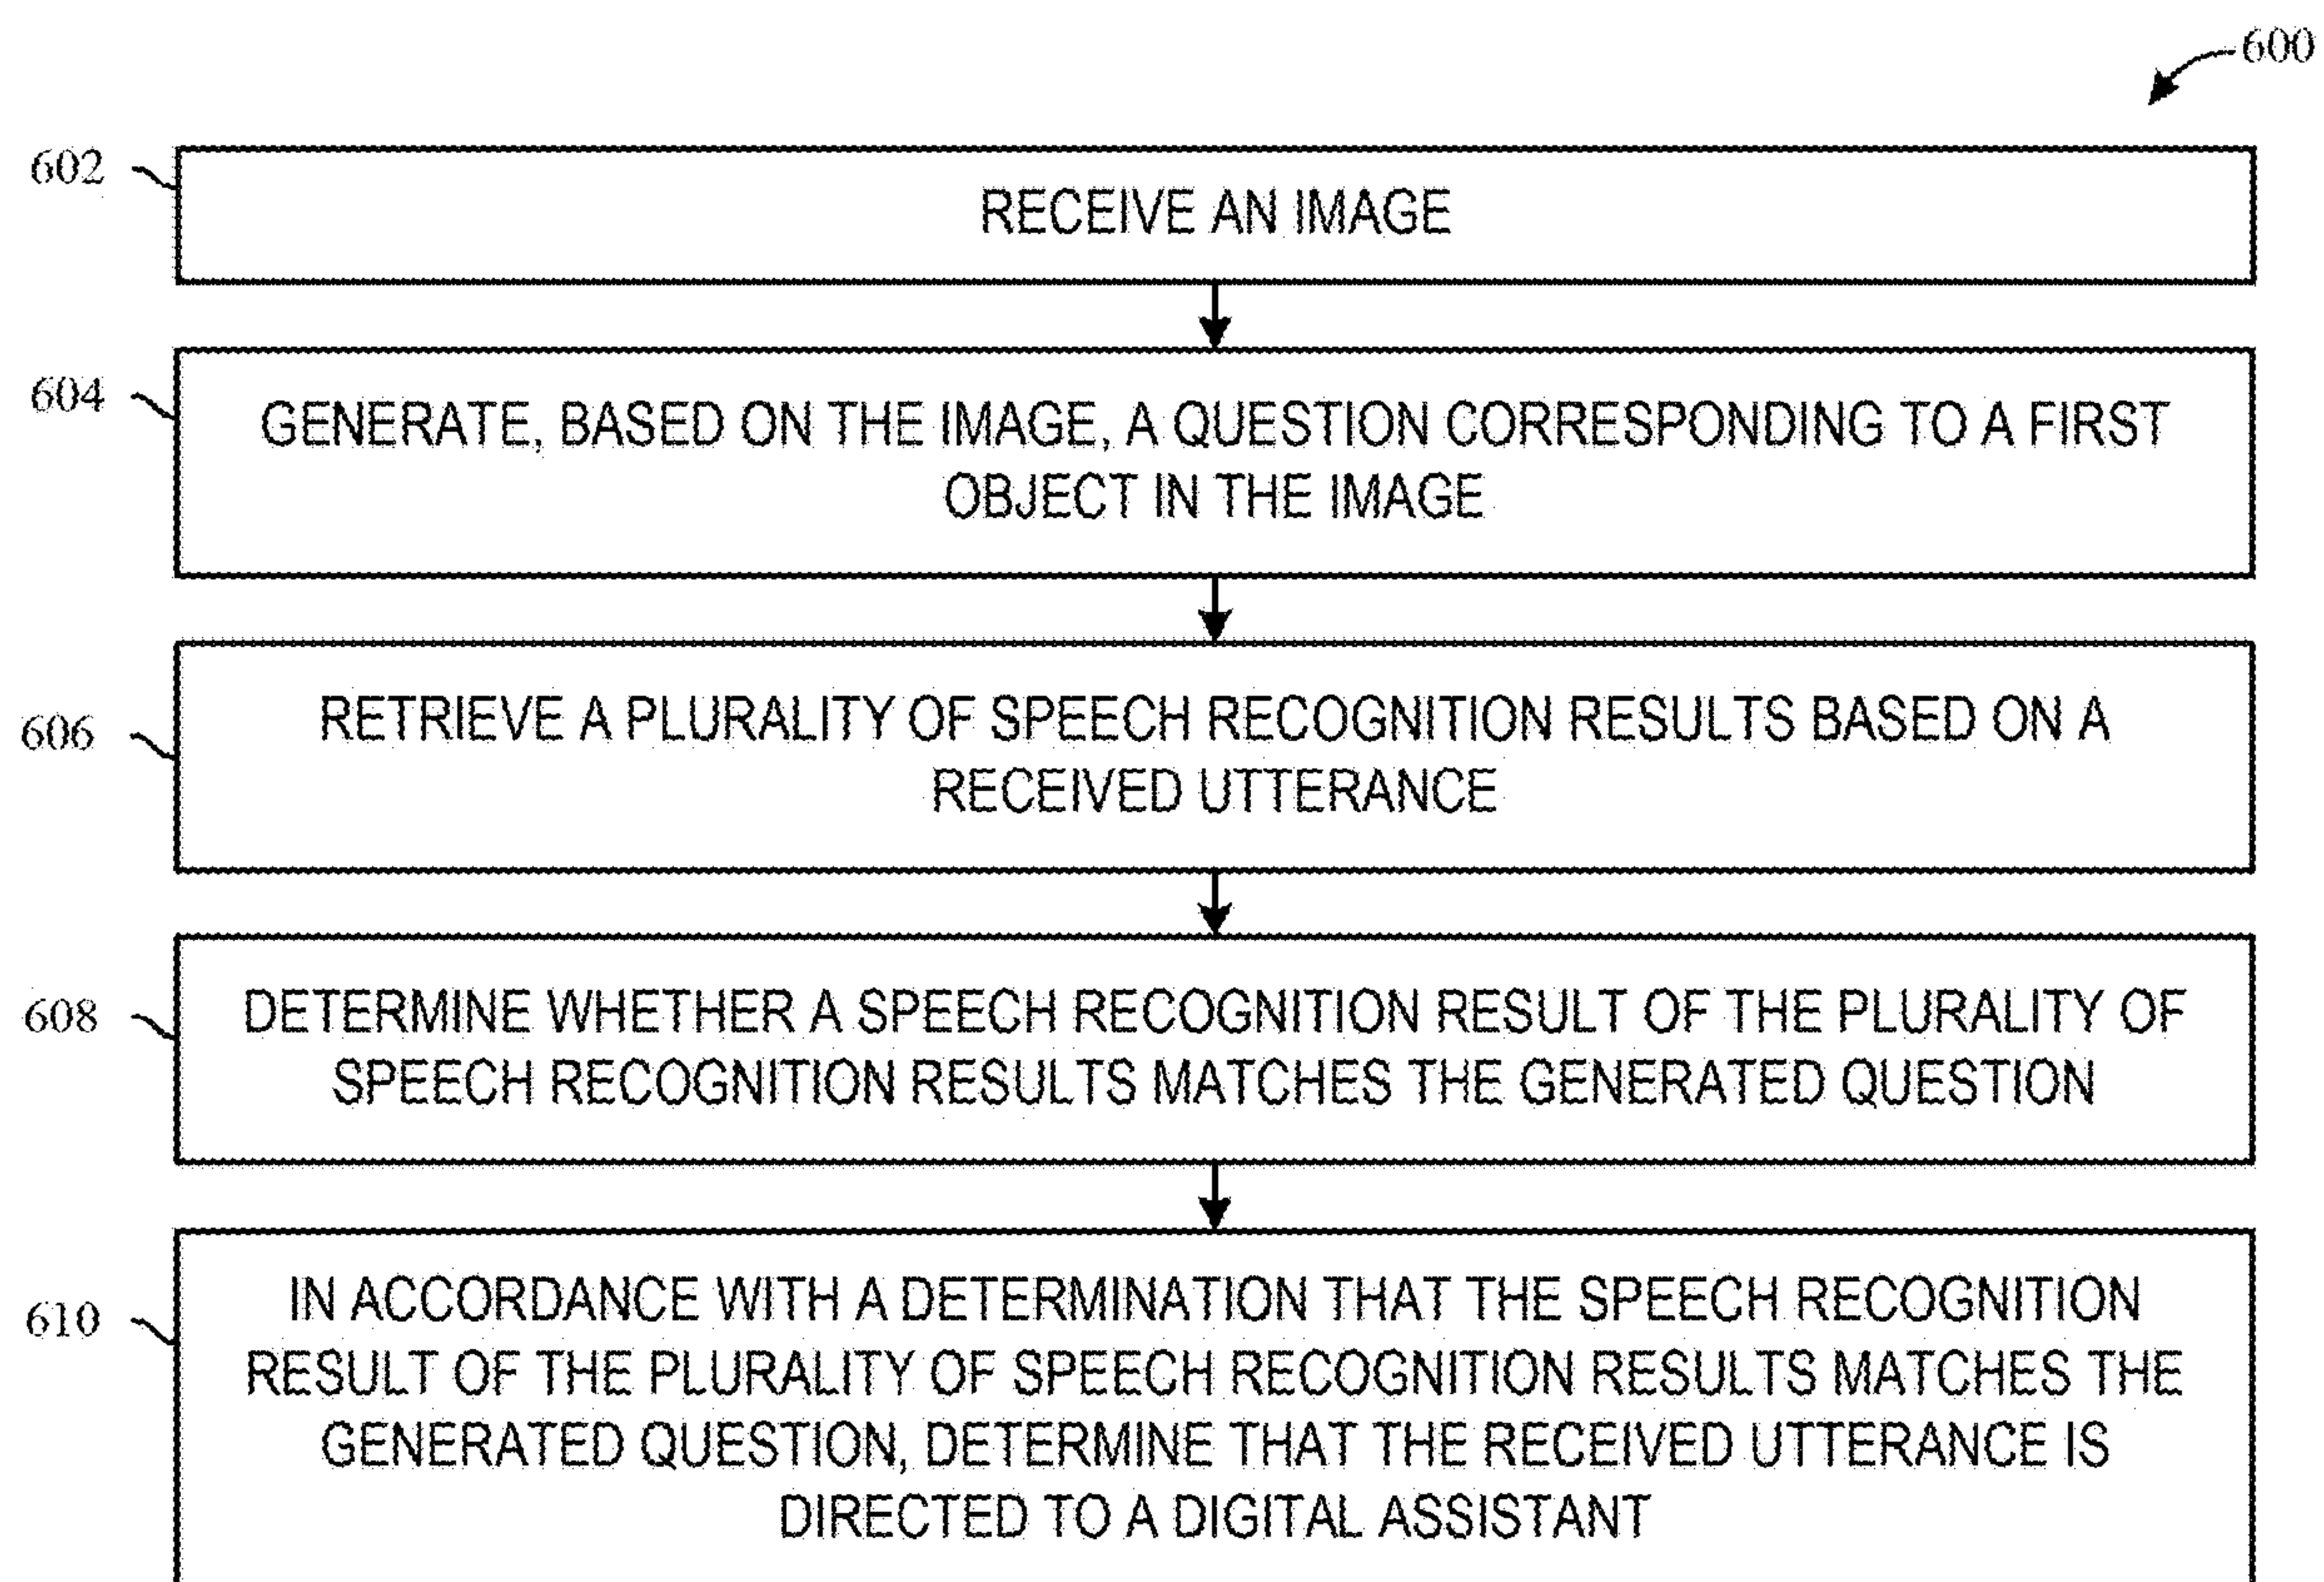 600
602
RECEIVE AN IMAGE
604
GENERATE, BASED ON THE IMAGE, A QUESTION CORRESPONDING TO A FIRST
OBJECT IN THE IMAGE
606
RETRIEVE A PLURALITY OF SPEECH RECOGNITION RESULTS BASED ON A
RECEIVED UTTERANCE
608
DETERMINE WHETHER A SPEECH RECOGNITION RESULT OF THE PLURALITY OF
SPEECH RECOGNITION RESULTS MATCHES THE GENERATED QUESTION
610
IN ACCORDANCE WITH A DETERMINATION THAT THE SPEECH RECOGNITION
RESULT OF THE PLURALITY OF SPEECH RECOGNITION RESULTS MATCHES THE
GENERATED QUESTION, DETERMINE THAT THE RECEIVED UTTERANCE IS
DIRECTED TO A DIGITAL ASSISTANT